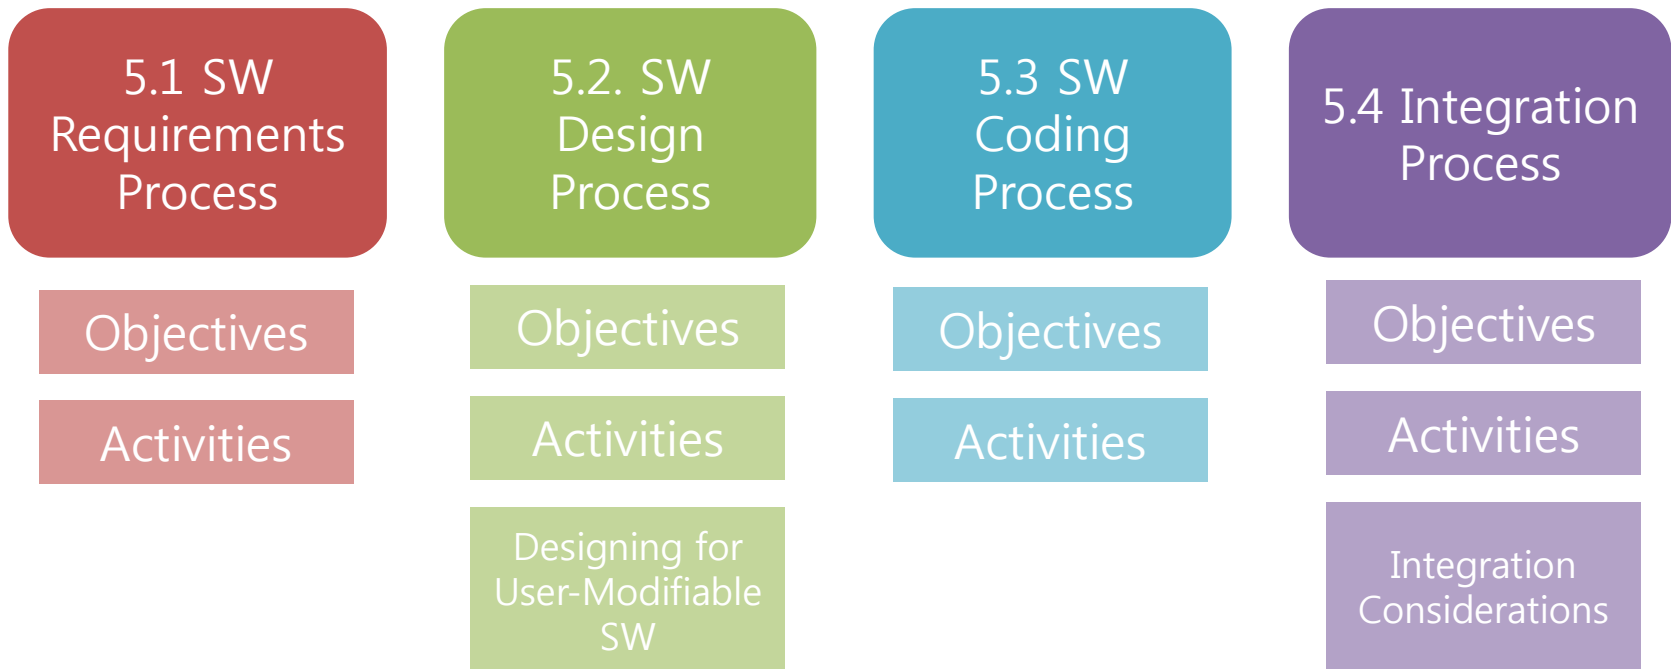 5.1 SW
Requirements
Process
Objectives
Activities
5.2. SW
Design
Process
Objectives
Activities
Designing for
User-Modifiable
SW
5.3 SW
Coding
Process
Objectives
Activities
5.4 Integration
Process
Objectives
Activities
Integration
Considerations